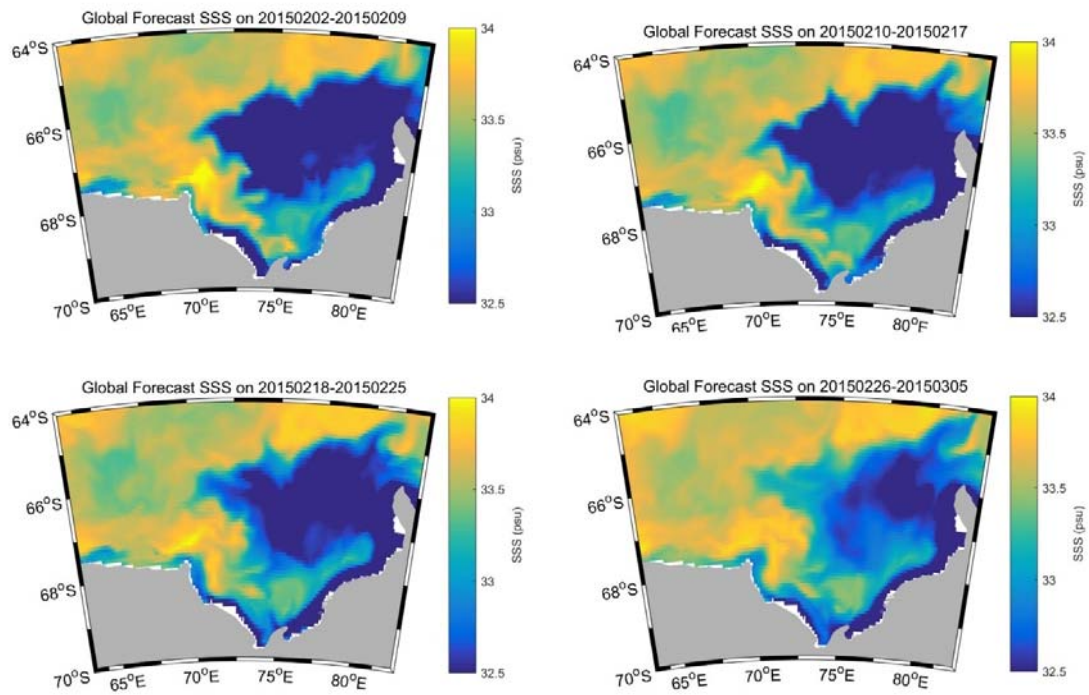 Global Forecast SSS on 20150202-20150209
64°S
66°S
68°S
70°S
65°E
70°E
75°E
80°E
34
33.5
33
32.5
SSS (psu)
Global Forecast SSS on 20150210-20150217
64°S
66°S
68°S
70°S
65°E
70°E
75°E
80°E
34
33.5
33
32.5
SSS (psu)
Global Forecast SSS on 20150218-20150225
64°S
66°S
68°S
70°S
65°E
70°E
75°E
80°E
34
33.5
33
32.5
SSS (psu)
Global Forecast SSS on 20150226-20150305
64°S
66°S
68°S
70°S
65°E
70°E
75°E
80°E
34
33.5
33
32.5
SSS (psu)